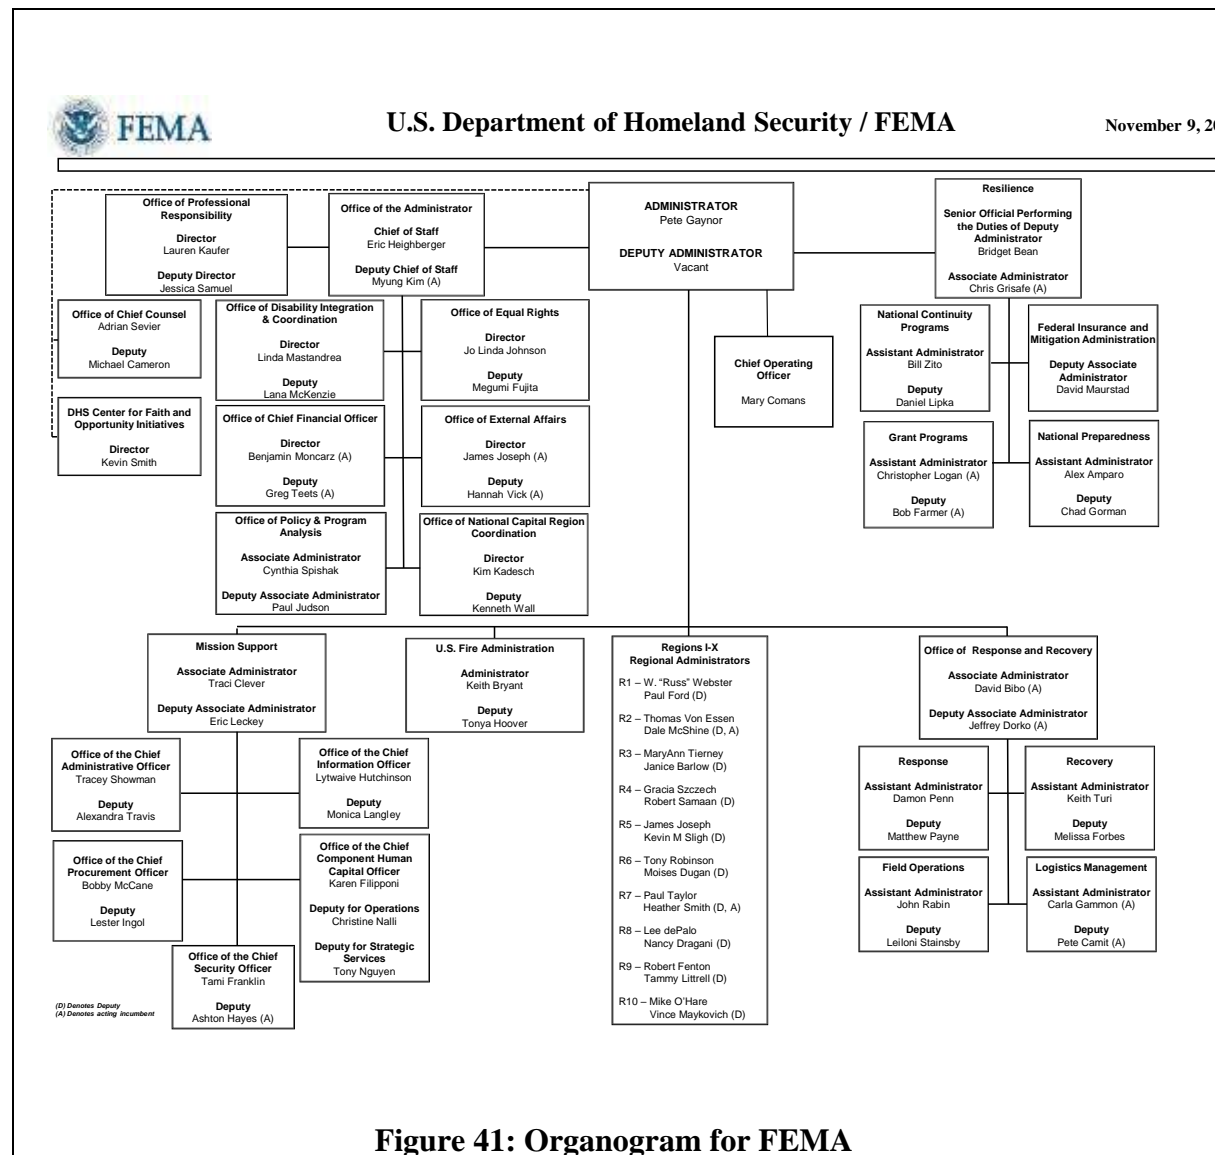 FEMA
U.S. Department of Homeland Security / FEMA
November 9, 20
Office of Professional
Responsibility
Director
Lauren Kaufer
Deputy Director
Jessica Samuel
Office of the Administrator
Chief of Staff
Eric Heighberger
Deputy Chief of Staff
Myung Kim (A)
ADMINISTRATOR
Pete Gaynor
DEPUTY ADMINISTRATOR
Vacant
Resilience
Senior Official Performing
the Duties of Deputy
Administrator
Bridget Bean
Associate Administrator
Chris Grisafe (A)
Office of Chief Counsel
Adrian Sevier
Deputy
Michael Cameron
Office of Disability Integration
& Coordination
Director
Linda Mastandrea
Deputy
Lana McKenzie
Office of Equal Rights
Director
Jo Linda Johnson
Deputy
Megumi Fujita
Chief Operating
Officer
Mary Comans
National Continuity
Programs
Assistant Administrator
Bill Zito
Deputy
Daniel Lipka
Federal Insurance and
Mitigation Administration
Deputy Associate
Administrator
David Maurstad
DHS Center for Faith and
Opportunity Initiatives
Director
Kevin Smith
Office of Chief Financial Officer
Director
Benjamin Moncarz (A)
Deputy
Greg Teets (A)
Office of External Affairs
Director
James Joseph (A)
Deputy
Hannah Vick (A)
Grant Programs
Assistant Administrator
Christopher Logan (A)
Deputy
Bob Farmer (A)
National Preparedness
Assistant Administrator
Alex Amparo
Deputy
Chad Gorman
Office of Policy & Program
Analysis
Associate Administrator
Cynthia Spishak
Deputy Associate Administrator
Paul Judson
Office of National Capital Region
Coordination
Director
Kim Kadesch
Deputy
Kenneth Wall
Mission Support
Associate Administrator
Traci Clever
Deputy Associate Administrator
Eric Leckey
U.S. Fire Administration
Administrator
Keith Bryant
Deputy
Tonya Hoover
Regions I-X
Regional Administrators
R1 – W. “Russ” Webster
Paul Ford (D)
R2 – Thomas Von Essen
Dale McShine (D, A)
R3 – MaryAnn Tierney
Janice Barlow (D)
R4 – Gracia Szczech
Robert Samaan (D)
R5 – James Joseph
Kevin M Sligh (D)
R6 – Tony Robinson
Moises Dugan (D)
R7 – Paul Taylor
Heather Smith (D, A)
R8 – Lee dePalo
Nancy Dragani (D)
R9 – Robert Fenton
Tammy Littrell (D)
R10 – Mike O’Hare
Vince Maykovich (D)
Office of Response and Recovery
Associate Administrator
David Bibo (A)
Deputy Associate Administrator
Jeffrey Dorko (A)
Office of the Chief
Administrative Officer
Tracey Showman
Deputy
Alexandra Travis
Office of the Chief
Information Officer
Lytwaive Hutchinson
Deputy
Monica Langley
Response
Assistant Administrator
Damon Penn
Deputy
Matthew Payne
Recovery
Assistant Administrator
Keith Turi
Deputy
Melissa Forbes
Office of the Chief
Procurement Officer
Bobby McCane
Deputy
Lester Ingol
Office of the Chief
Component Human
Capital Officer
Karen Filipponi
Deputy for Operations
Christine Nalli
Deputy for Strategic
Services
Tony Nguyen
Field Operations
Assistant Administrator
John Rabin
Deputy
Leiloni Stainsby
Logistics Management
Assistant Administrator
Carla Gammon (A)
Deputy
Pete Camit (A)
Office of the Chief
Security Officer
Tami Franklin
Deputy
Ashton Hayes (A)
(D) Denotes Deputy
(A) Denotes acting incumbent
Figure 41: Organogram for FEMA